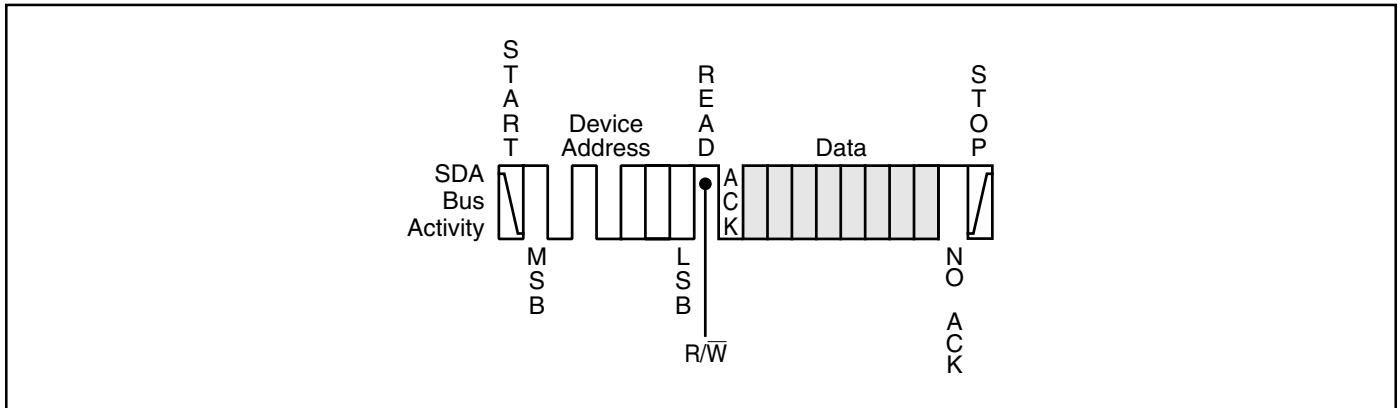 START
Device
Address
READ
Data
STOP
SDA
Bus
Activity
ACK
MSB
LSB
R/W̅
NO ACK